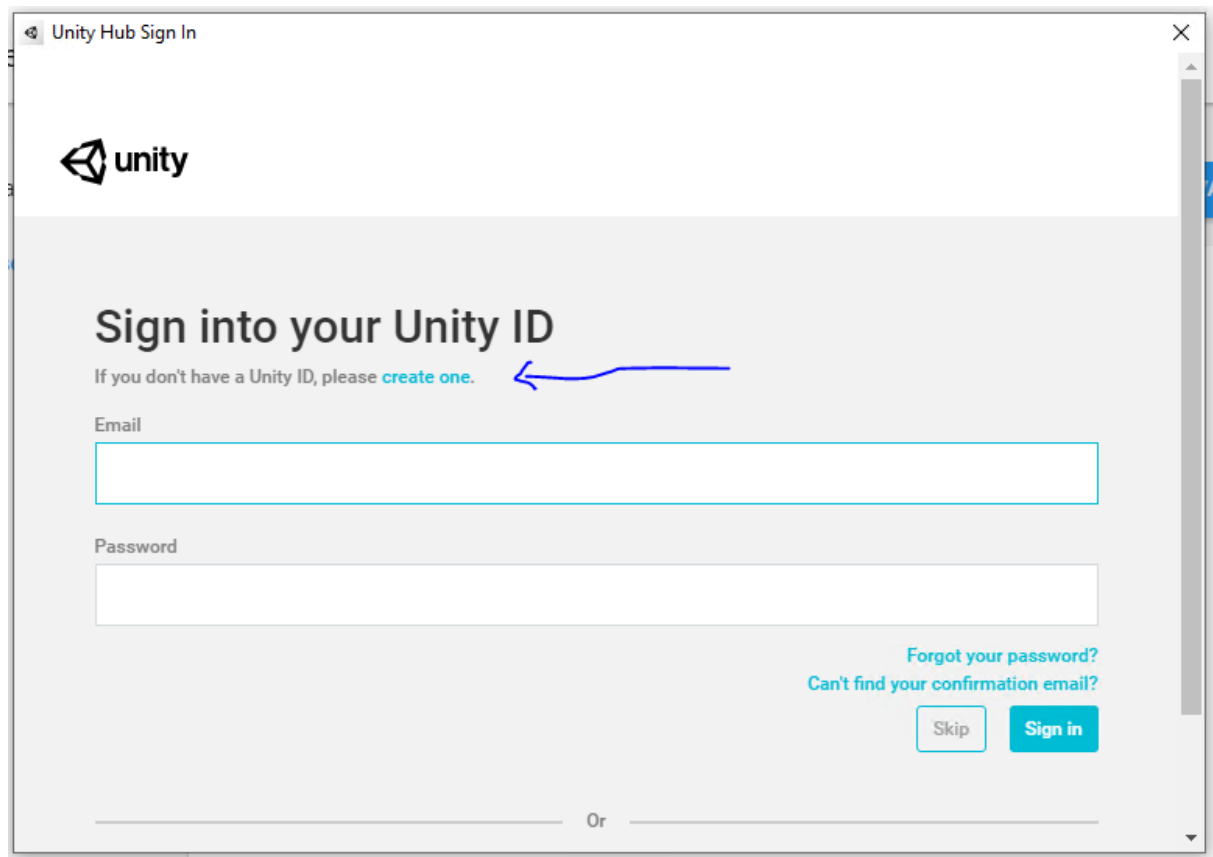 Unity Hub Sign In
unity
Sign into your Unity ID
If you don't have a Unity ID, please create one.
Email
Password
Forgot your password?
Can't find your confirmation email?
Skip Sign in
Or